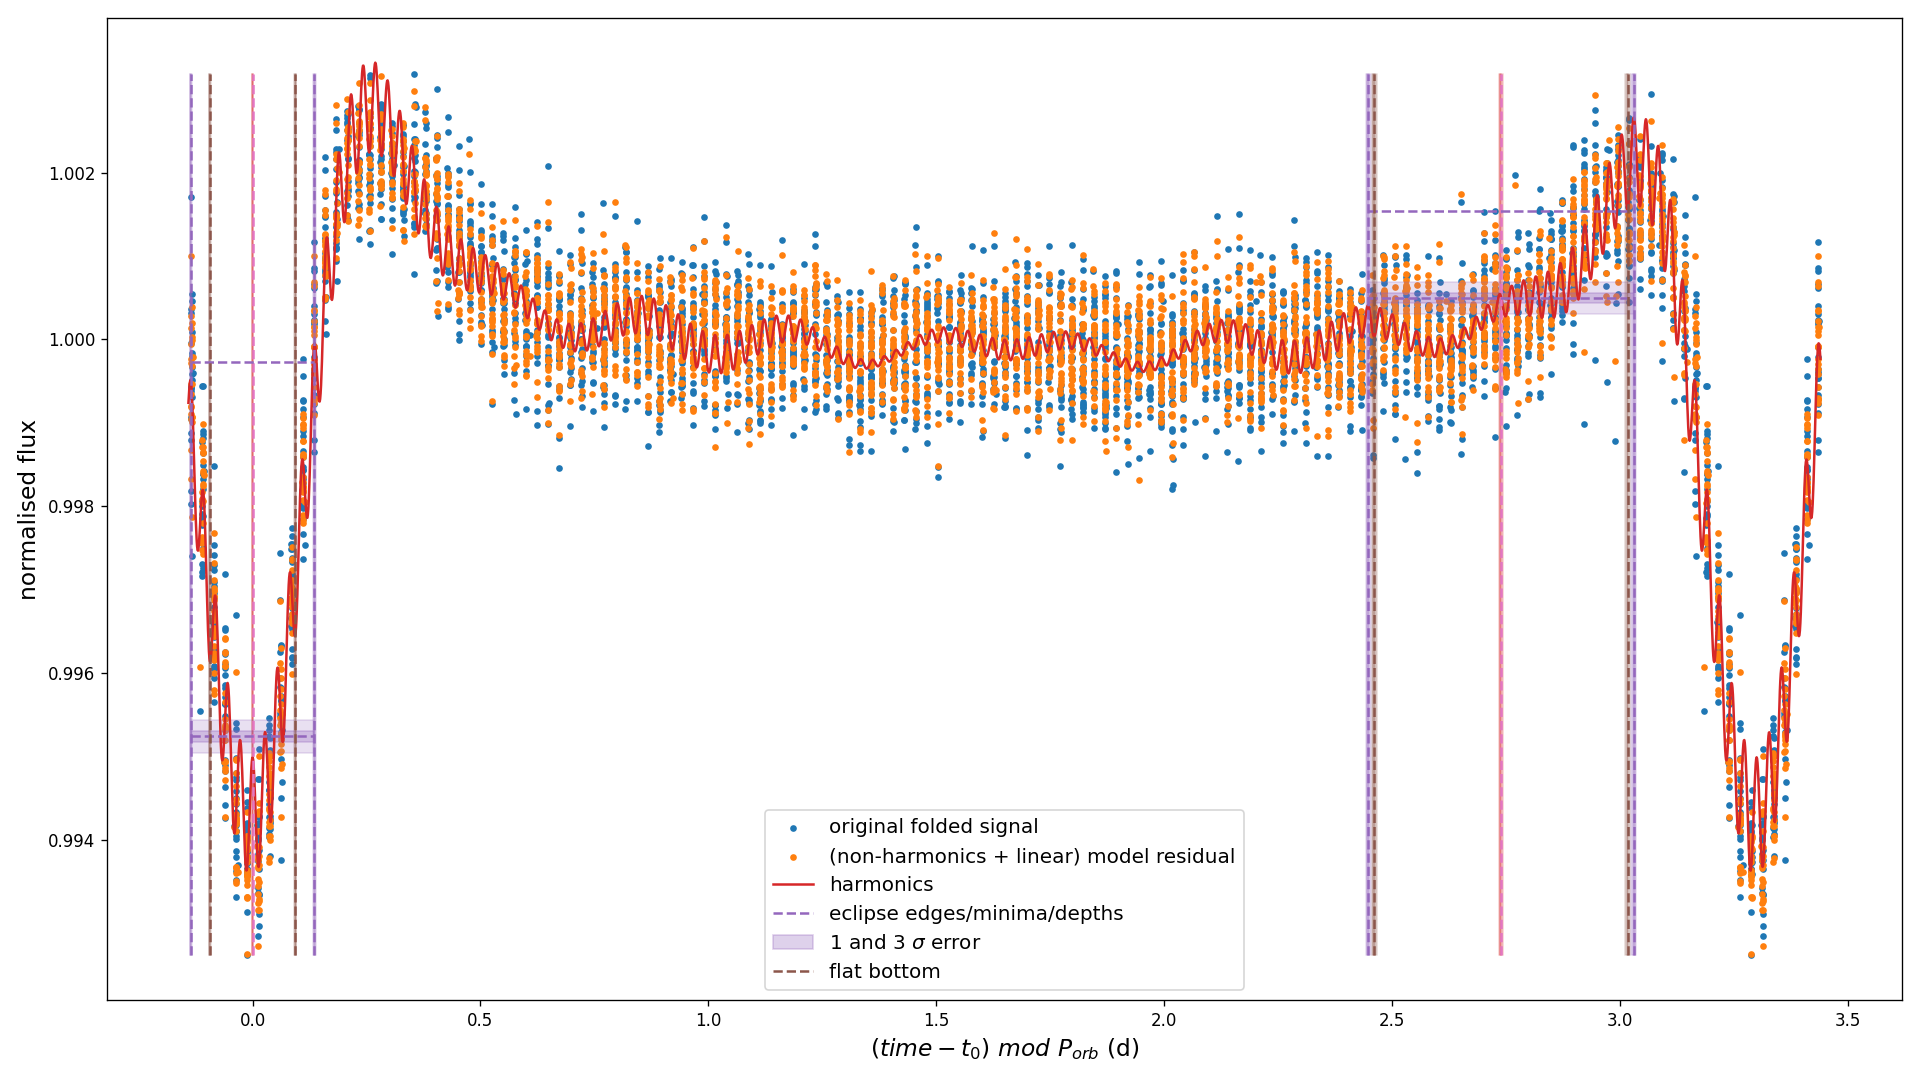 normalised flux
1.002
1.000
0.998
0.996
0.994
original folded signal
(non-harmonics + linear) model residual
harmonics
eclipse edges/minima/depths
1 and 3 σ error
flat bottom
0.0 0.5 1.0 1.5 2.0 2.5 3.0 3.5
(time − t₀) mod Pₒᵣb (d)